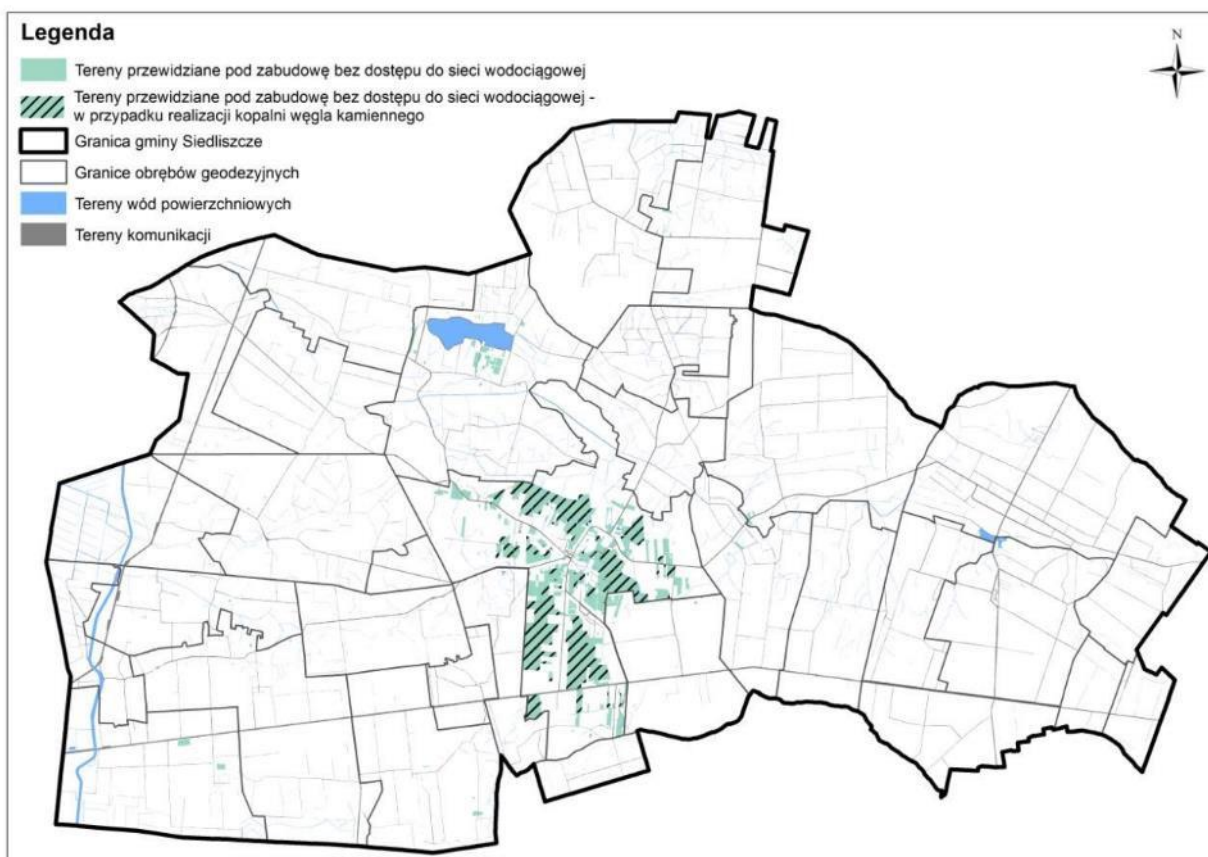 Legenda
N
Tereny przewidziane pod zabudowę bez dostępu do sieci wodociągowej
Tereny przewidziane pod zabudowę bez dostępu do sieci wodociągowej -
w przypadku realizacji kopalni węgla kamiennego
Granica gminy Siedliszcze
Granice obrębów geodezyjnych
Tereny wód powierzchniowych
Tereny komunikacji